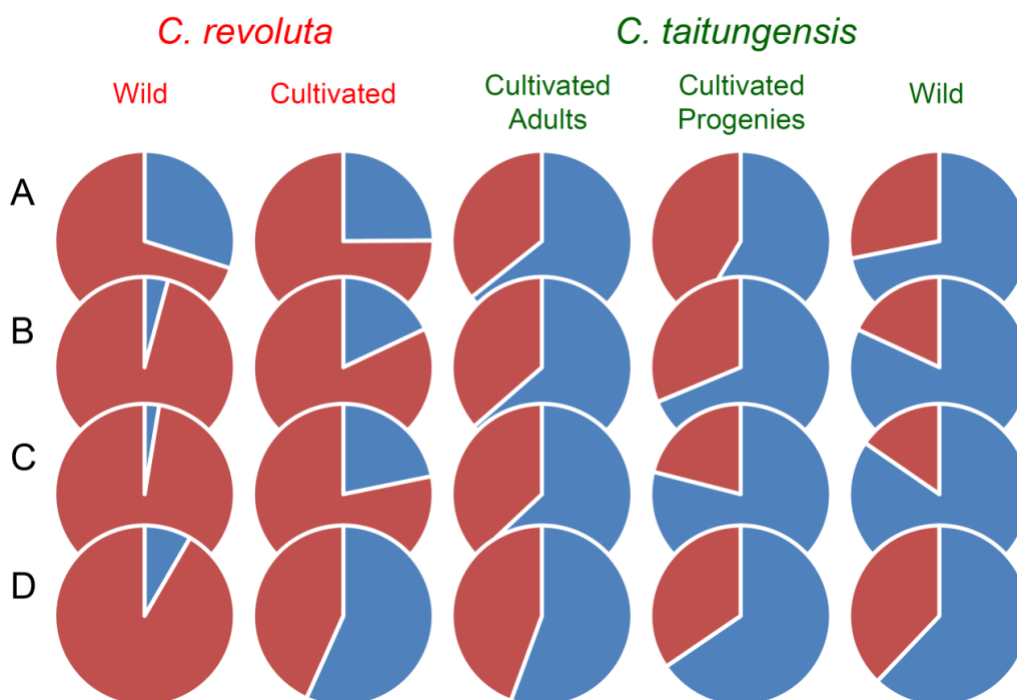 C. revoluta
C. taitungensis
Wild
Cultivated
Cultivated
Adults
Cultivated
Progenies
Wild
A
B
C
D